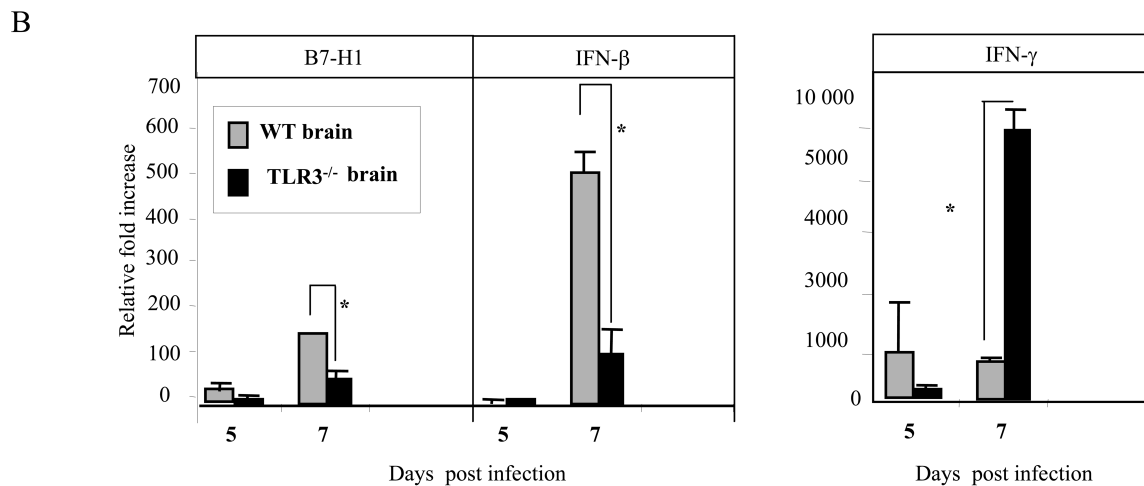 B
B7-H1
IFN-β
IFN-γ
Relative fold increase
700
600
500
400
300
200
100
0
WT brain
TLR3-/- brain
*
*
5
7
5
7
Days post infection
10 000
5000
4000
3000
1000
0
*
5
7
Days post infection